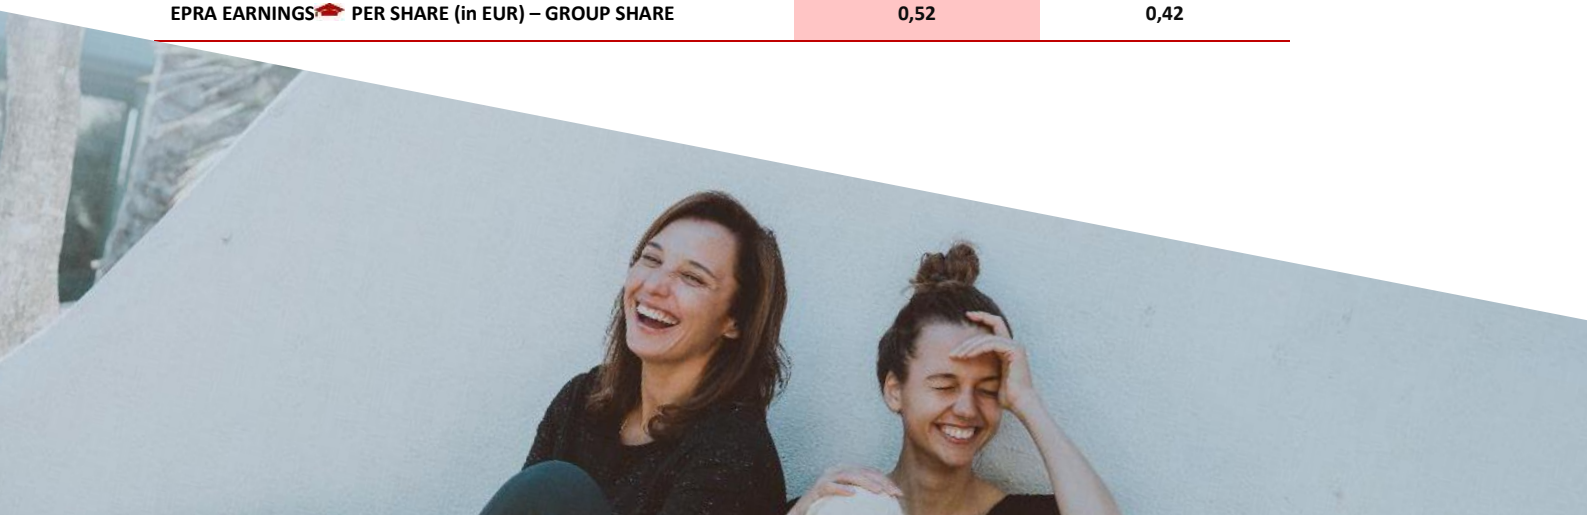 EPRA EARNINGS PER SHARE (in EUR) – GROUP SHARE 0,52 0,42